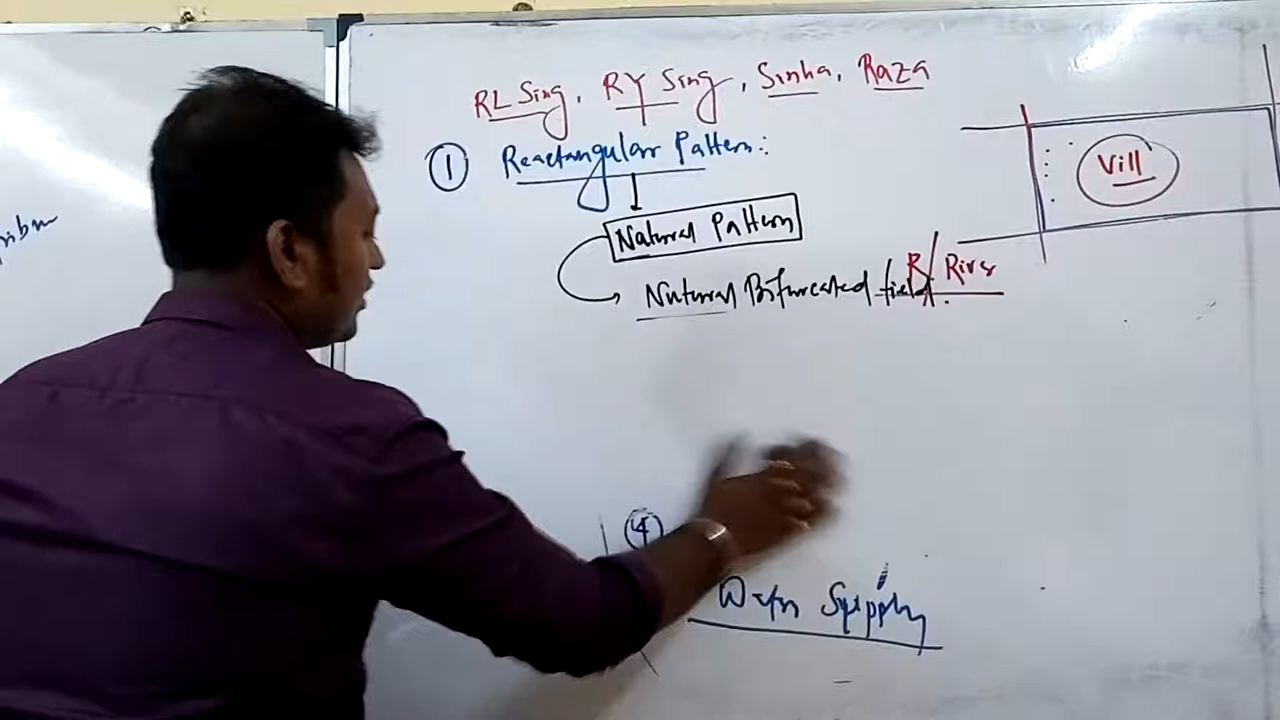 RL Sing, RY Sing, Sinha, Raza
① Reactangular Pattern:
Vill
Natural Pattern
Natural Bifurcated field.
R/ Rivs
④
Water Supply